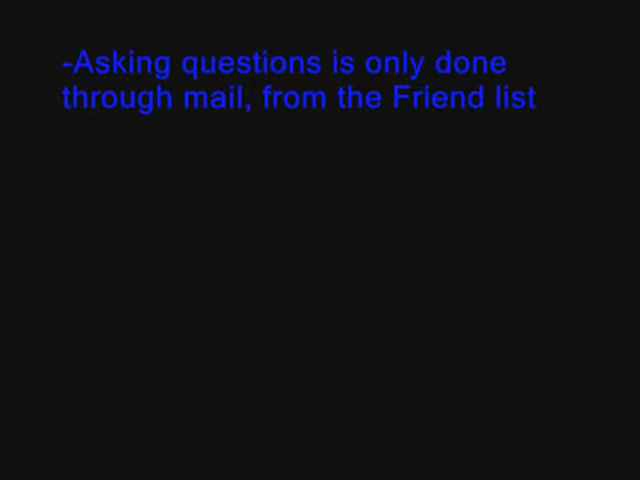 -Asking questions is only done
through mail, from the Friend list